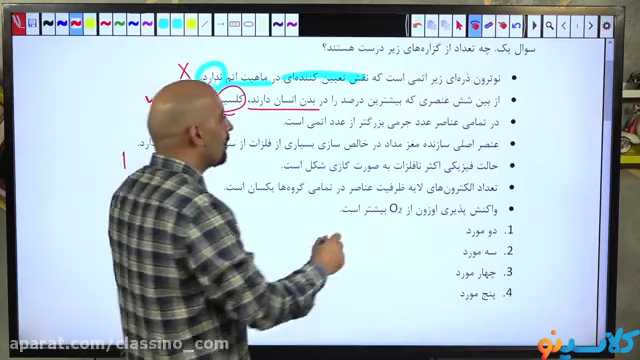 سوال یک. چه تعداد از گزاره‌های زیر درست هستند؟
• نوترون ذره‌ای زیر اتمی است که نقش تعیین کننده‌ای در ماهیت اتم ندارد.
• از بین شش عنصری که بیشترین درصد را در بدن انسان دارند،
• در تمامی عناصر عدد جرمی بزرگتر از عدد اتمی است.
• عنصر اصلی سازنده مغز مداد در خالص سازی بسیاری از فلزات از
• حالت فیزیکی اکثر نافلزات به صورت گازی شکل است.
• تعداد الکترون‌های لایه ظرفیت عناصر در تمامی گروه‌ها یکسان است.
• واکنش پذیری اوزون از O₂ بیشتر است.
1. دو مورد
2. سه مورد
3. چهار مورد
4. پنج مورد
aparat.com/classino_com
کلاسینو